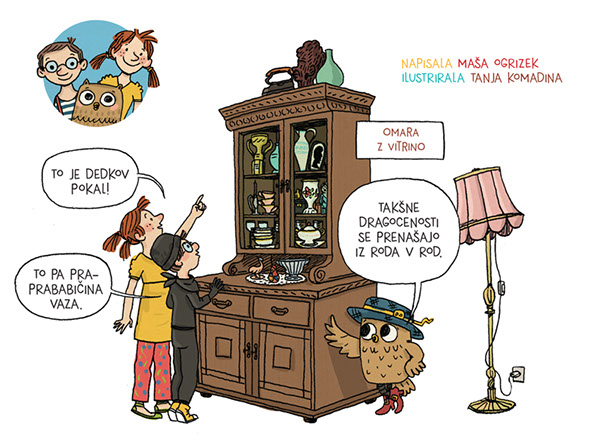 NAPISALA MAŠA OGRIZEK
ILUSTRIRALA TANJA KOMADINA
OMARA
Z VITRINO
TO JE DEDKOV
POKAL!
TO PA PRA-
PRABABIČINA
VAZA.
TAKŠNE
DRAGOCENOSTI
SE PRENAŠAJO
IZ RODA V ROD.